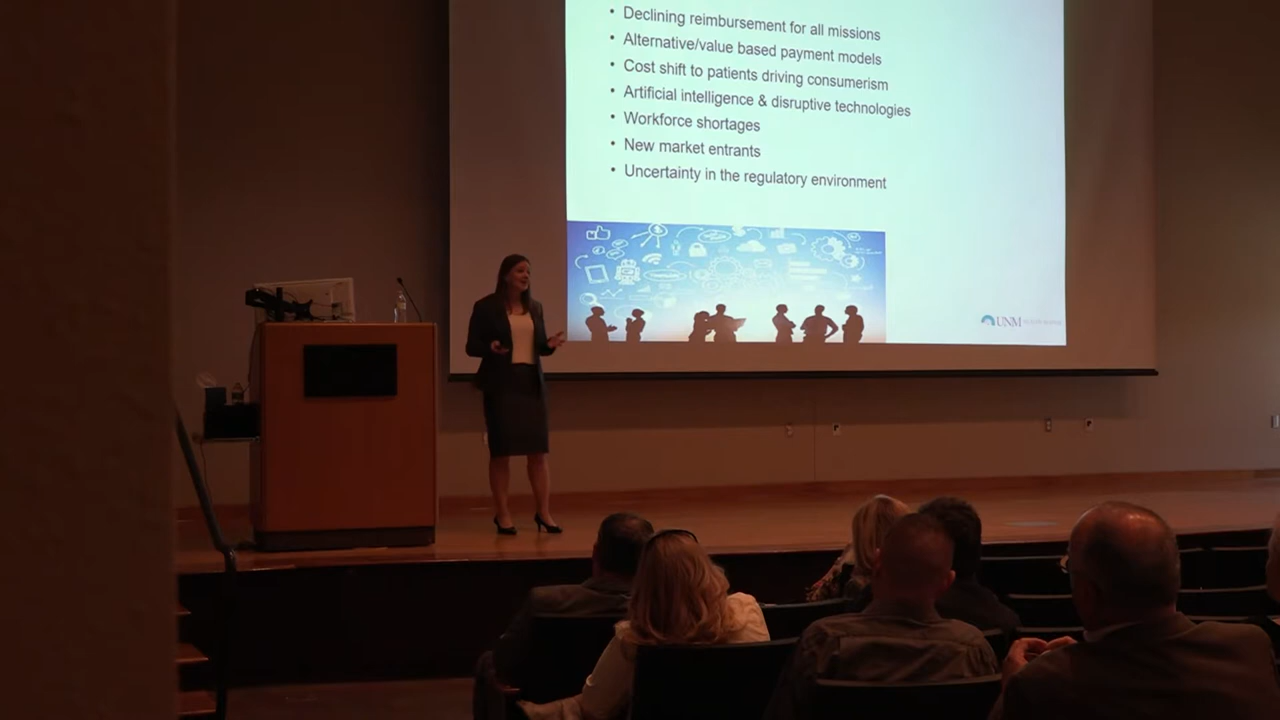 • Declining reimbursement for all missions
• Alternative/value based payment models
• Cost shift to patients driving consumerism
• Artificial intelligence & disruptive technologies
• Workforce shortages
• New market entrants
• Uncertainty in the regulatory environment
UNM